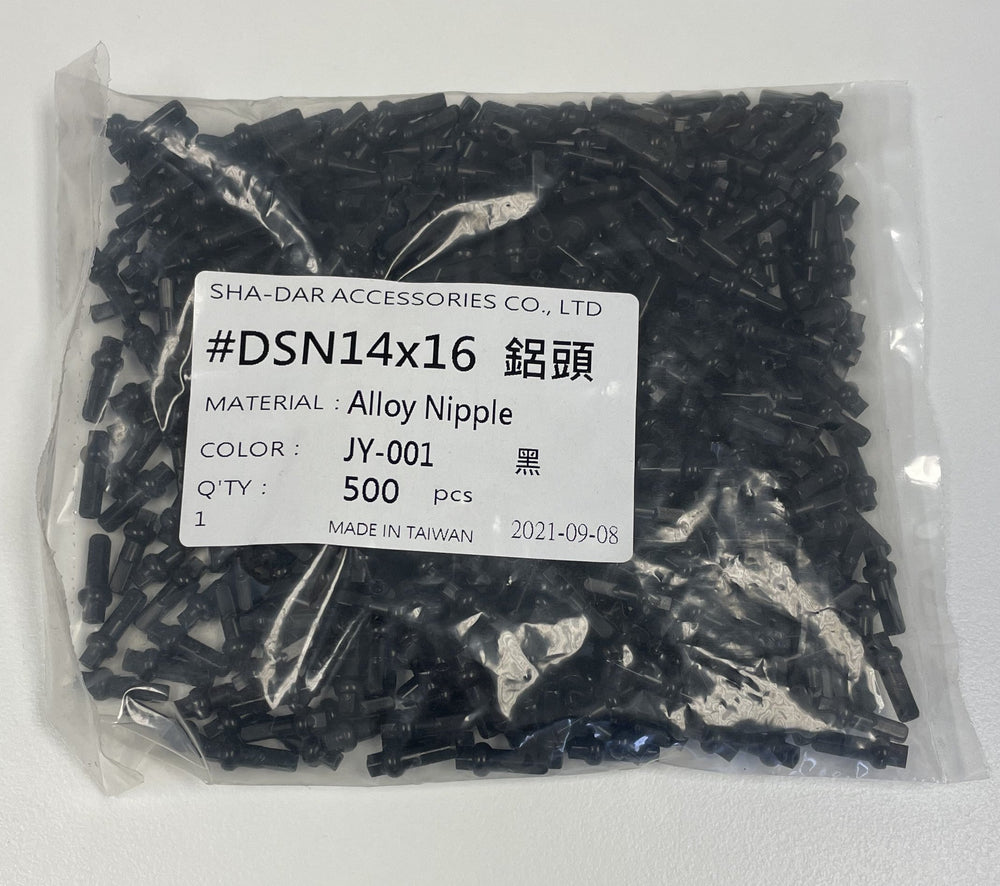 SHA-DAR ACCESSORIES CO., LTD
#DSN14x16 鋁頭
MATERIAL : Alloy Nipple
COLOR : JY-001 黑
Q'TY : 500 pcs
1 MADE IN TAIWAN 2021-09-08